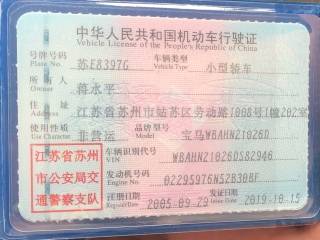 中华人民共和国机动车行驶证
Vehicle License of the People's Republic of China
号牌号码 Plate No. 苏E8397G 车辆类型 Vehicle Type 小型轿车
所有人 Owner 蒋水平
住址 Address 江苏省苏州市姑苏区劳动路1008号1幢202室
使用性质 非营运 品牌型号 宝马WBAHN21026D
江苏省苏州
市公安局交
通警察支队
车辆识别代号 VIN WBAHN21026DS82946
发动机号码 Engine No. 02295976N52B30BF
注册日期 Register Date 2005-09-29 发证日期 Issue Date 2019-10-15